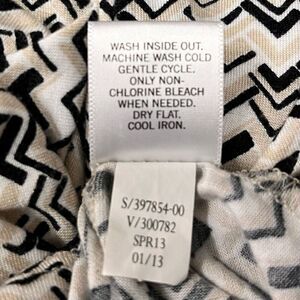 WASH INSIDE OUT.
MACHINE WASH COLD
GENTLE CYCLE.
ONLY NON-
CHLORINE BLEACH
WHEN NEEDED.
DRY FLAT.
COOL IRON.
S/397854-00
V/300782
SPR13
01/13